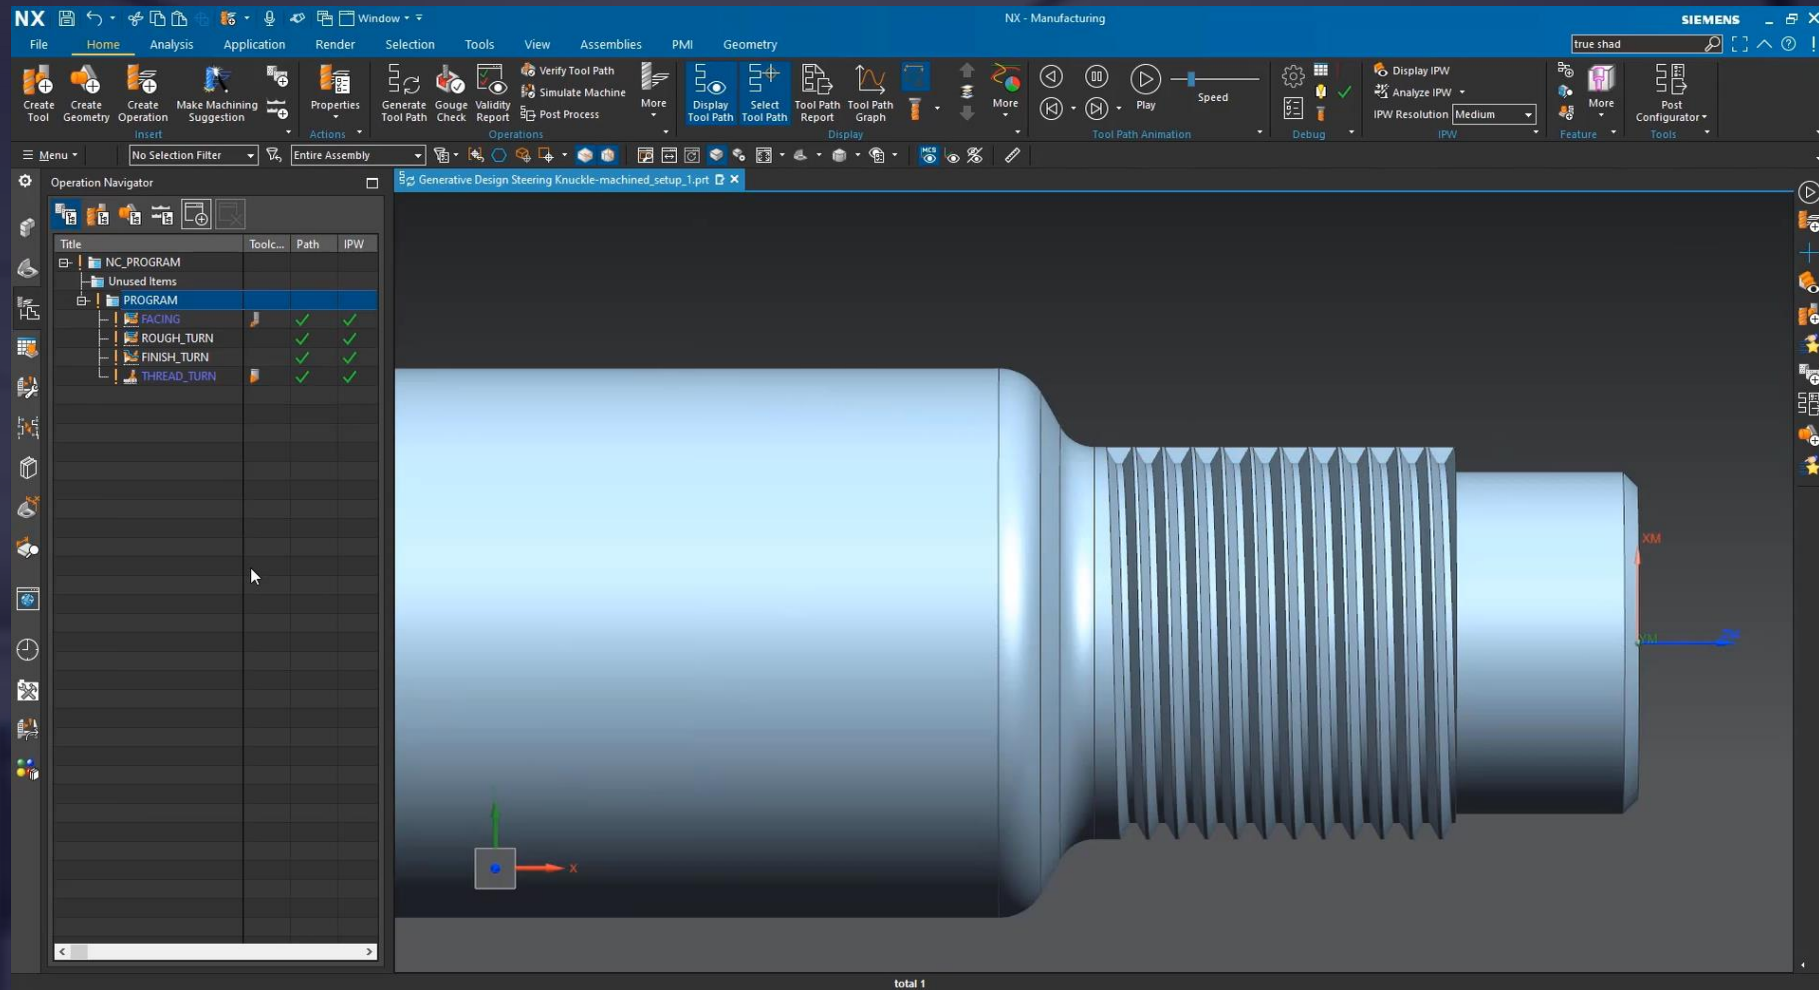 NX Window NX - Manufacturing SIEMENS
File Home Analysis Application Render Selection Tools View Assemblies PMI Geometry true shad
Create Tool
Create Geometry
Create Operation
Make Machining Suggestion
Insert
Properties
Actions
Generate Tool Path
Gouge Check
Validity Report
Verify Tool Path
Simulate Machine
Post Process
More
Operations
Display Tool Path
Select Tool Path
Tool Path Report
Tool Path Graph
More
Display
Play
Speed
Tool Path Animation
Debug
Display IPW
Analyze IPW
IPW Resolution Medium
IPW
More
Feature
Post Configurator
Tools
Menu No Selection Filter Entire Assembly
Operation Navigator
Generative Design Steering Knuckle-machined_setup_1.prt
Title Toolc... Path IPW
NC_PROGRAM
Unused Items
PROGRAM
FACING
ROUGH_TURN
FINISH_TURN
THREAD_TURN
XM
YM
X
total 1